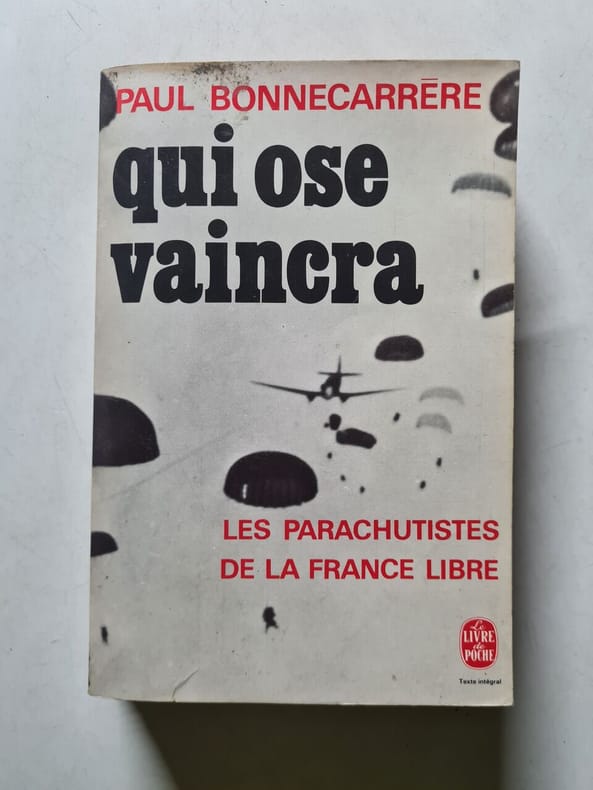 PAUL BONNECARRÈRE
qui ose
vaincra
LES PARACHUTISTES
DE LA FRANCE LIBRE
Le
LIVRE
de
POCHE
Texte intégral